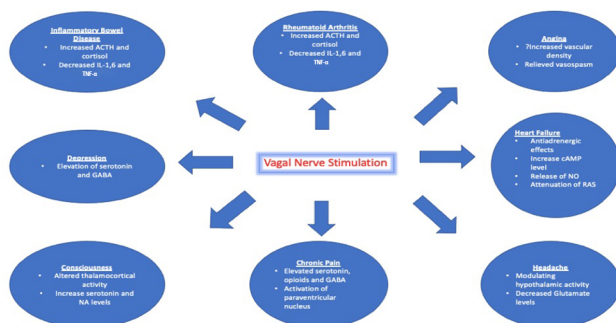 Inflammatory Bowel
Disease
• Increased ACTH and
cortisol
• Decreased IL-1,6 and
TNF-α
Rheumatoid Arthritis
• Increased ACTH and
cortisol
• Decreased IL-1,6 and
TNF-α
Angina
• ?Increased vascular
density
• Relieved vasospasm
Depression
• Elevation of serotonin
and GABA
Vagal Nerve Stimulation
Heart Failure
• Antiadrenergic
effects
• Increase cAMP
level
• Release of NO
• Attenuation of RAS
Consciousness
• Altered thalamocortical
activity
• Increase serotonin and
NA levels
Chronic Pain
• Elevated serotonin,
opioids and GABA
• Activation of
paraventricular
nucleus
Headache
• Modulating
hypothalamic activity
• Decreased Glutamate
levels